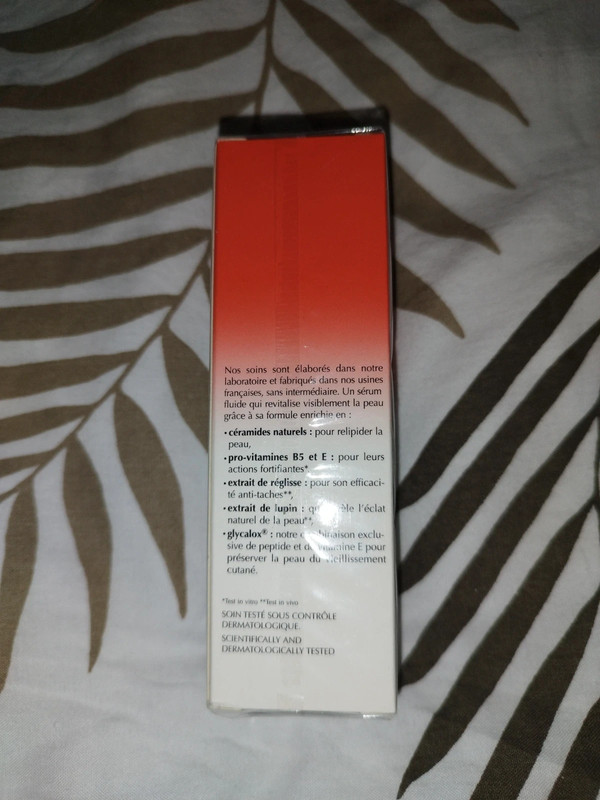 Nos soins sont élaborés dans notre
laboratoire et fabriqués dans nos usines
françaises, sans intermédiaire. Un sérum
fluide qui revitalise visiblement la peau
grâce à sa formule enrichie en :
• céramides naturels : pour relipider la
peau,
• pro-vitamines B5 et E : pour leurs
actions fortifiantes*,
• extrait de réglisse : pour son efficaci-
té anti-taches**,
• extrait de lupin : l'éclat
naturel de la peau**,
• glycalox® : notre exclu-
sive de peptide et E pour
préserver la peau du vieillissement
cutané.
*Test in vitro **Test in vivo
SOIN TESTÉ SOUS CONTRÔLE
DERMATOLOGIQUE.
SCIENTIFICALLY AND
DERMATOLOGICALLY TESTED